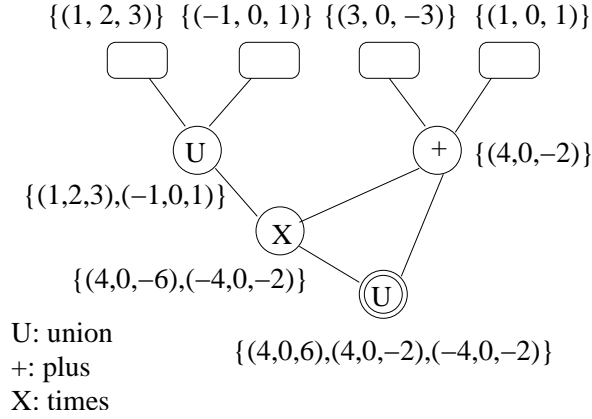 {(1, 2, 3)} {(−1, 0, 1)} {(3, 0, −3)} {(1, 0, 1)}
U
+
{(4,0,−2)}
{(1,2,3),(−1,0,1)}
X
{(4,0,−6),(−4,0,−2)}
U
U: union
{(4,0,6),(4,0,−2),(−4,0,−2)}
+: plus
X: times